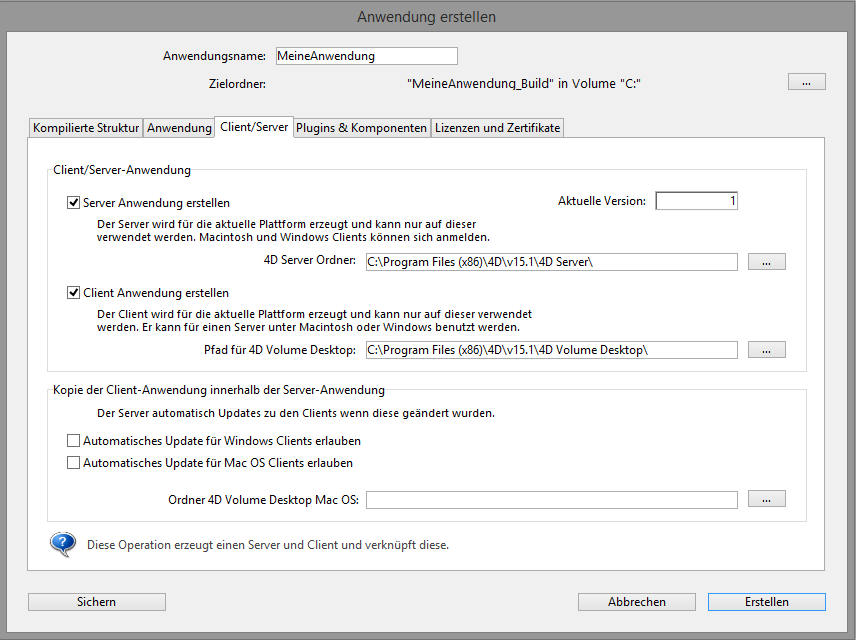 Anwendung erstellen
Anwendungsname: MeineAnwendung
Zielordner: "MeineAnwendung_Build" in Volume "C:" ...
Kompilierte Struktur Anwendung Client/Server Plugins & Komponenten Lizenzen und Zertifikate
Client/Server-Anwendung
Server Anwendung erstellen Aktuelle Version: 1
Der Server wird für die aktuelle Plattform erzeugt und kann nur auf dieser
verwendet werden. Macintosh und Windows Clients können sich anmelden.
4D Server Ordner: C:\Program Files (x86)\4D\v15.1\4D Server\ ...
Client Anwendung erstellen
Der Client wird für die aktuelle Plattform erzeugt und kann nur auf dieser verwendet
werden. Er kann für einen Server unter Macintosh oder Windows benutzt werden.
Pfad für 4D Volume Desktop: C:\Program Files (x86)\4D\v15.1\4D Volume Desktop\ ...
Kopie der Client-Anwendung innerhalb der Server-Anwendung
Der Server automatisch Updates zu den Clients wenn diese geändert wurden.
Automatisches Update für Windows Clients erlauben
Automatisches Update für Mac OS Clients erlauben
Ordner 4D Volume Desktop Mac OS: ...
? Diese Operation erzeugt einen Server und Client und verknüpft diese.
Sichern Abbrechen Erstellen